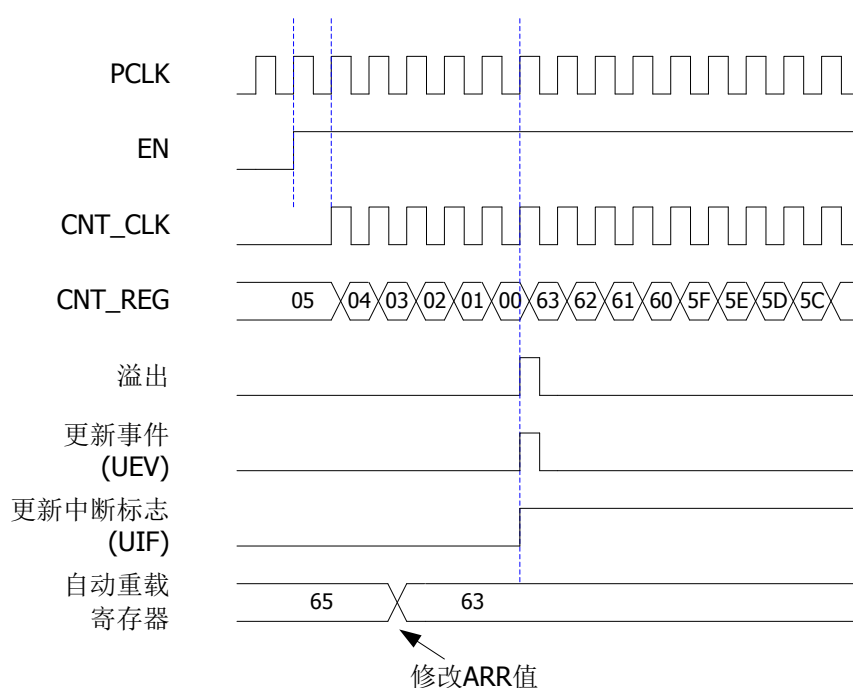 PCLK
EN
CNT_CLK
CNT_REG 05 04 03 02 01 00 63 62 61 60 5F 5E 5D 5C
溢出
更新事件
(UEV)
更新中断标志
(UIF)
自动重载
寄存器
65 63
修改ARR值